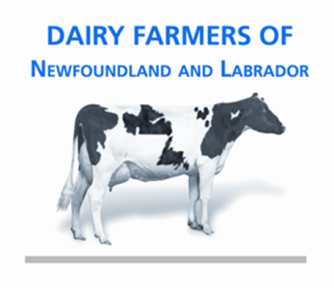 DAIRY FARMERS OF
NEWFOUNDLAND AND LABRADOR